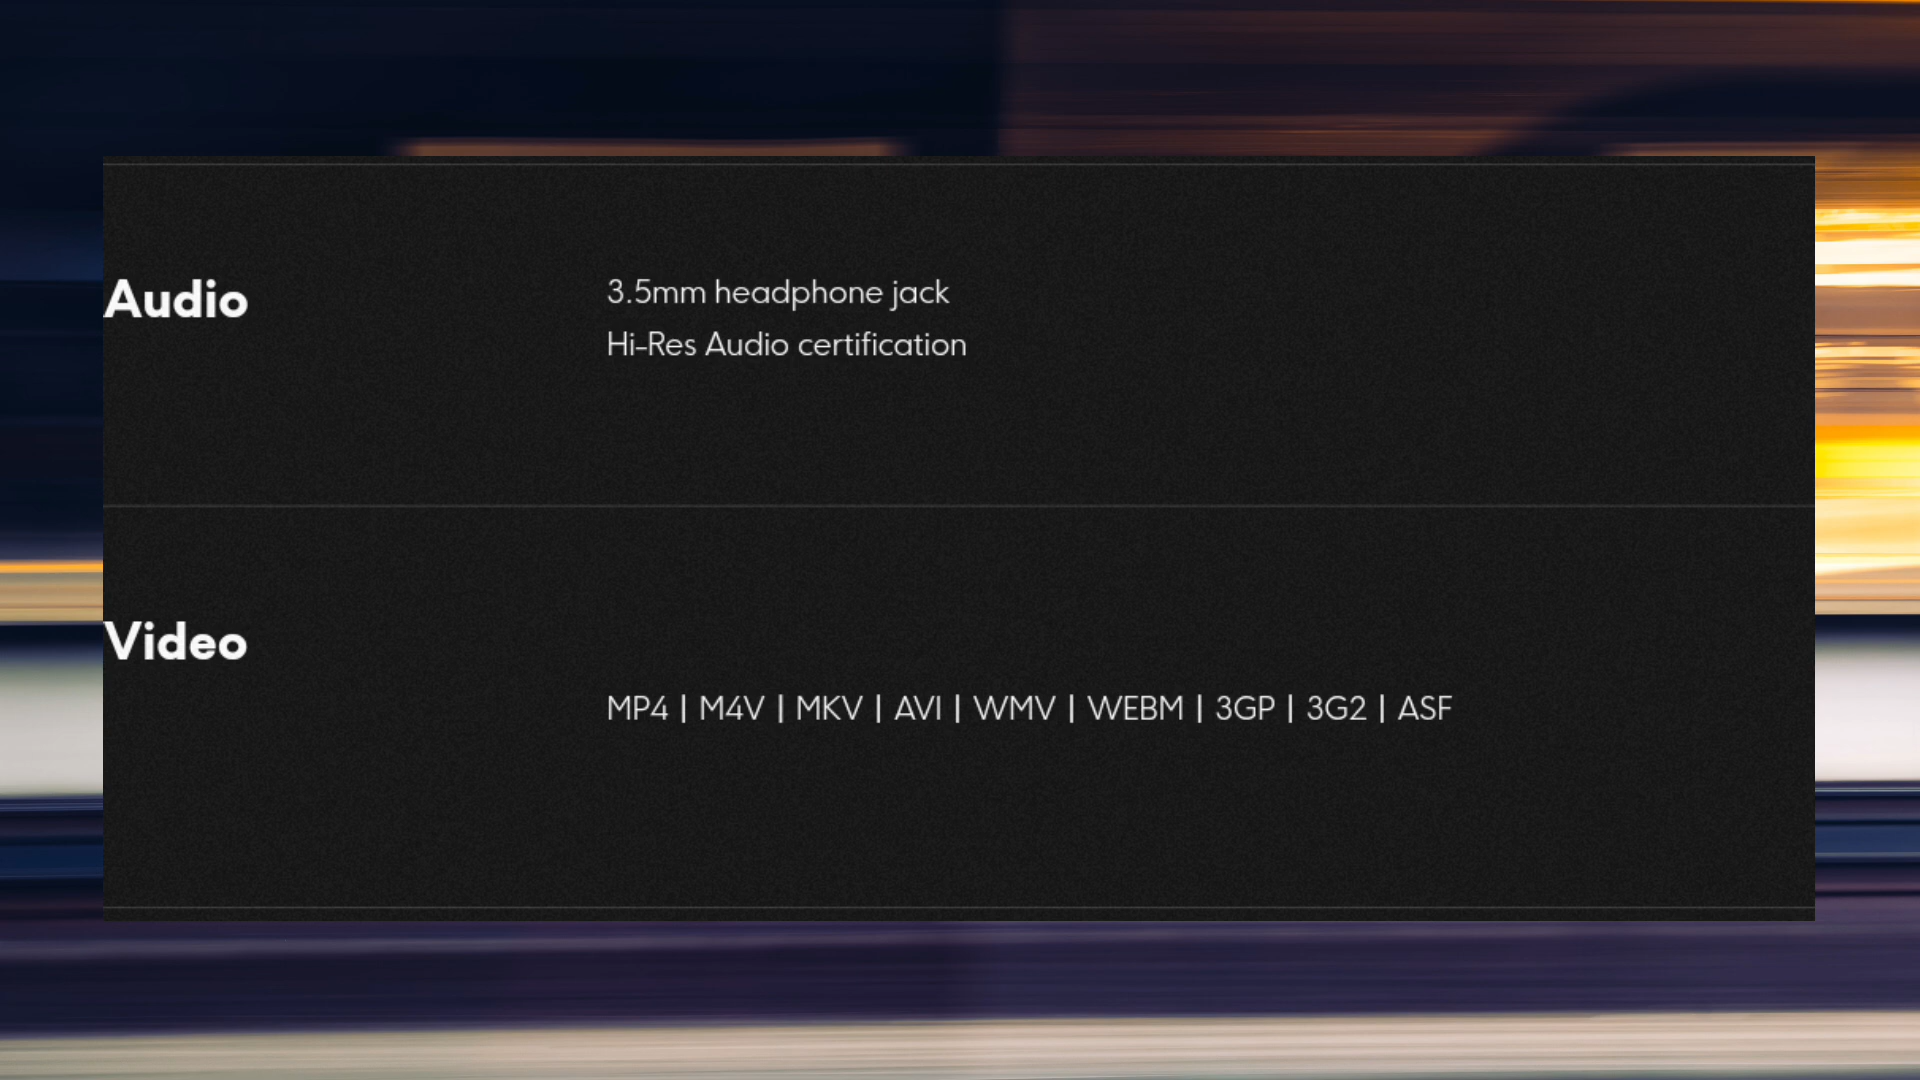 Audio
3.5mm headphone jack
Hi-Res Audio certification
Video
MP4 | M4V | MKV | AVI | WMV | WEBM | 3GP | 3G2 | ASF